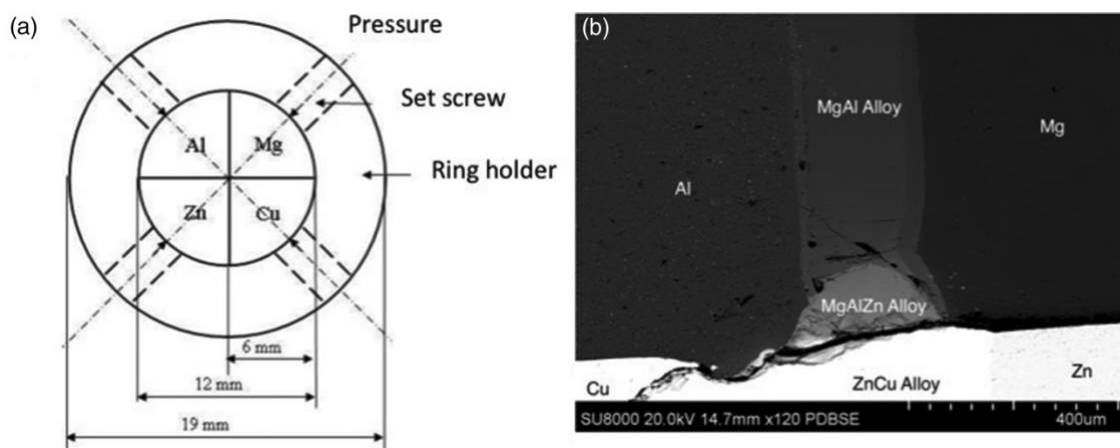 (a)
Pressure
Set screw
Ring holder
Al
Mg
Zn
Cu
6 mm
12 mm
19 mm
(b)
MgAl Alloy
Mg
Al
MgAlZn Alloy
Cu
ZnCu Alloy
Zn
SU8000 20.0kV 14.7mm x120 PDBSE
400um